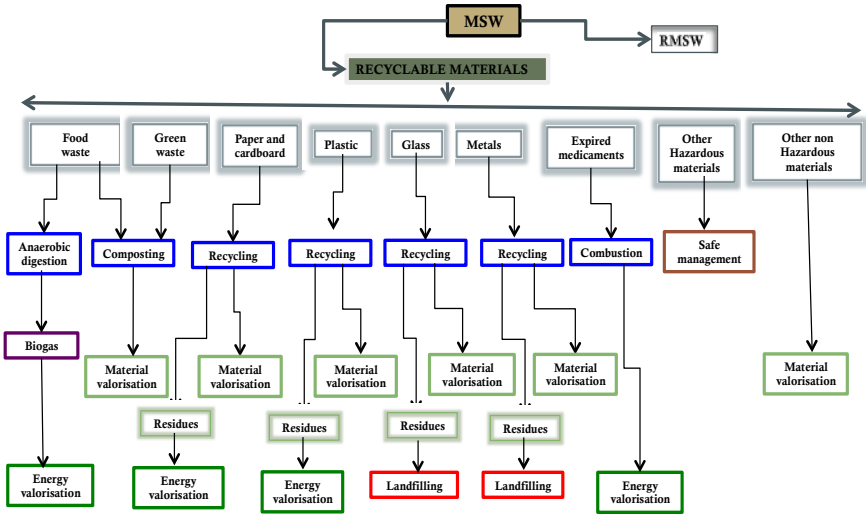 MSW
RMSW
RECYCLABLE MATERIALS
Food
waste
Green
waste
Paper and
cardboard
Plastic
Glass
Metals
Expired
medicaments
Other
Hazardous
materials
Other non
Hazardous
materials
Anaerobic
digestion
Composting
Recycling
Recycling
Recycling
Recycling
Combustion
Safe
management
Biogas
Material
valorisation
Material
valorisation
Material
valorisation
Material
valorisation
Material
valorisation
Material
valorisation
Residues
Residues
Residues
Residues
Energy
valorisation
Energy
valorisation
Energy
valorisation
Landfilling
Landfilling
Energy
valorisation